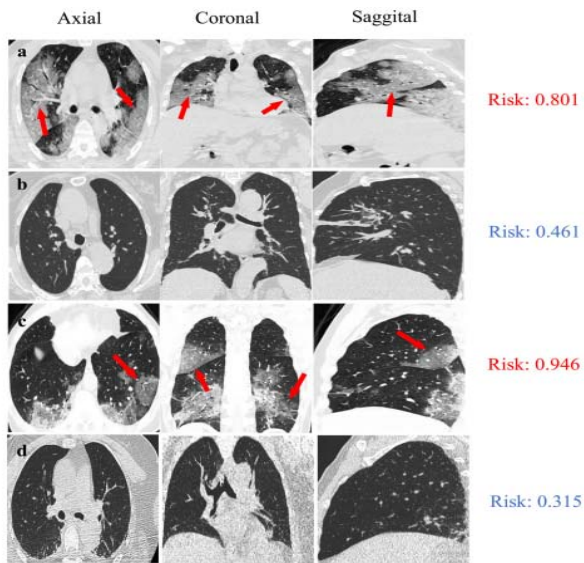 Axial Coronal Saggital
a
Risk: 0.801
b
Risk: 0.461
c
Risk: 0.946
d
Risk: 0.315